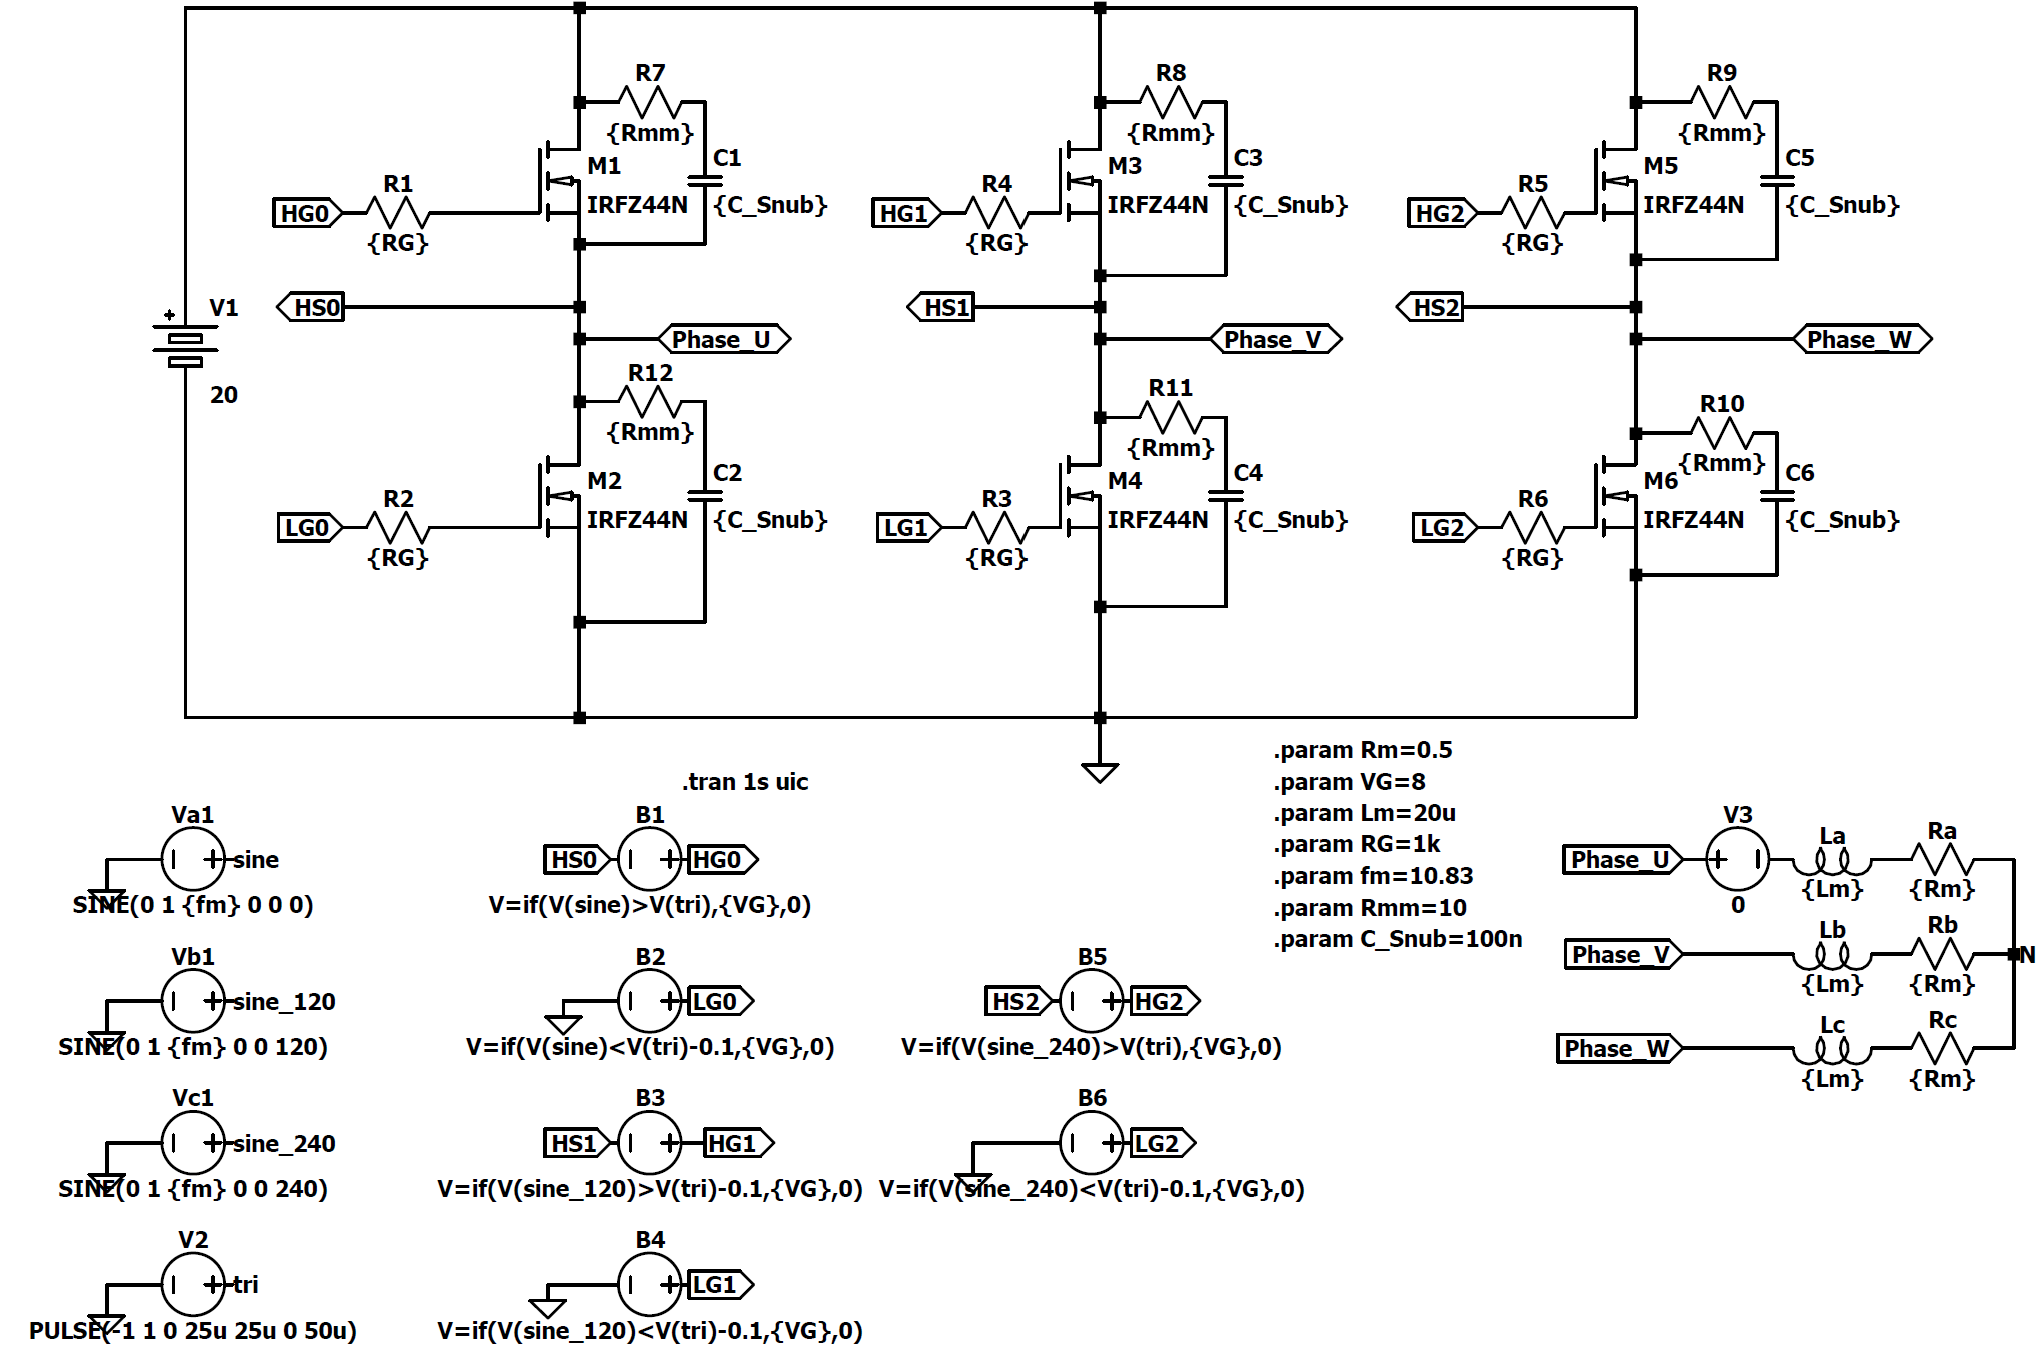 R7
{Rmm}
M1
IRFZ44N
C1
{C_Snub}
HG0
R1
{RG}
R8
{Rmm}
M3
IRFZ44N
C3
{C_Snub}
HG1
R4
{RG}
R9
{Rmm}
M5
IRFZ44N
C5
{C_Snub}
HG2
R5
{RG}
V1
20
HS0
Phase_U
HS1
Phase_V
HS2
Phase_W
R12
{Rmm}
M2
IRFZ44N
C2
{C_Snub}
LG0
R2
{RG}
R11
{Rmm}
M4
IRFZ44N
C4
{C_Snub}
LG1
R3
{RG}
R10
{Rmm}
M6
IRFZ44N
C6
{C_Snub}
LG2
R6
{RG}
.tran 1s uic
.param Rm=0.5
.param VG=8
.param Lm=20u
.param RG=1k
.param fm=10.83
.param Rmm=10
.param C_Snub=100n
Va1
sine
SINE(0 1 {fm} 0 0 0)
Vb1
sine_120
SINE(0 1 {fm} 0 0 120)
Vc1
sine_240
SINE(0 1 {fm} 0 0 240)
V2
tri
PULSE(-1 1 0 25u 25u 0 50u)
B1
HS0
HG0
V=if(V(sine)>V(tri),{VG},0)
B2
LG0
V=if(V(sine)<V(tri)-0.1,{VG},0)
B3
HS1
HG1
V=if(V(sine_120)>V(tri)-0.1,{VG},0)
B4
LG1
V=if(V(sine_120)<V(tri)-0.1,{VG},0)
B5
HS2
HG2
V=if(V(sine_240)>V(tri),{VG},0)
B6
LG2
V=if(V(sine_240)<V(tri)-0.1,{VG},0)
Phase_U
V3
0
La
{Lm}
Ra
{Rm}
Phase_V
Lb
{Lm}
Rb
{Rm}
N
Phase_W
Lc
{Lm}
Rc
{Rm}